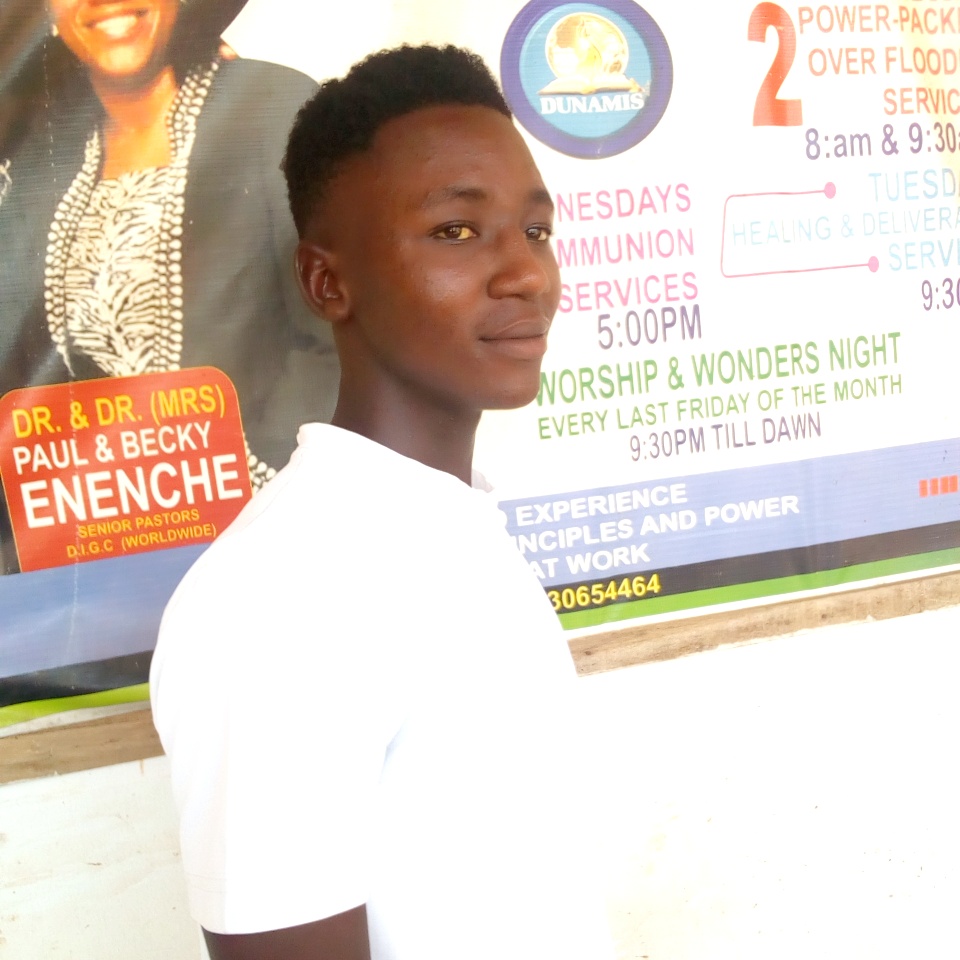 DR. & DR. (MRS)
PAUL & BECKY
ENENCHE
SENIOR PASTORS
D.I.G.C (WORLDWIDE)
DUNAMIS
2
POWER-PACK
OVER FLOOD
SERVIC
8:am & 9:30
NESDAYS
MMUNION
SERVICES
5:00PM
TUESDA
HEALING & DELIVERA
SERVI
9:30
WORSHIP & WONDERS NIGHT
EVERY LAST FRIDAY OF THE MONTH
9:30PM TILL DAWN
EXPERIENCE
NCIPLES AND POWER
AT WORK
30654464